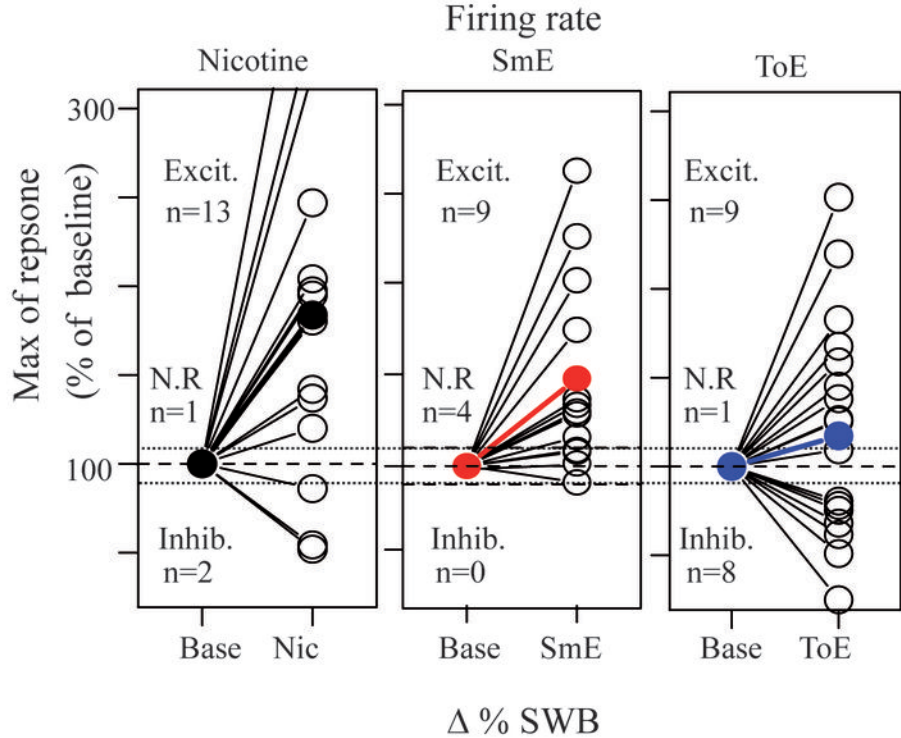 Firing rate
Nicotine
SmE
ToE
Max of repsone
(% of baseline)
300
100
Excit.
n=13
N.R
n=1
Inhib.
n=2
Excit.
n=9
N.R
n=4
Inhib.
n=0
Excit.
n=9
N.R
n=1
Inhib.
n=8
Base Nic
Base SmE
Base ToE
Δ % SWB